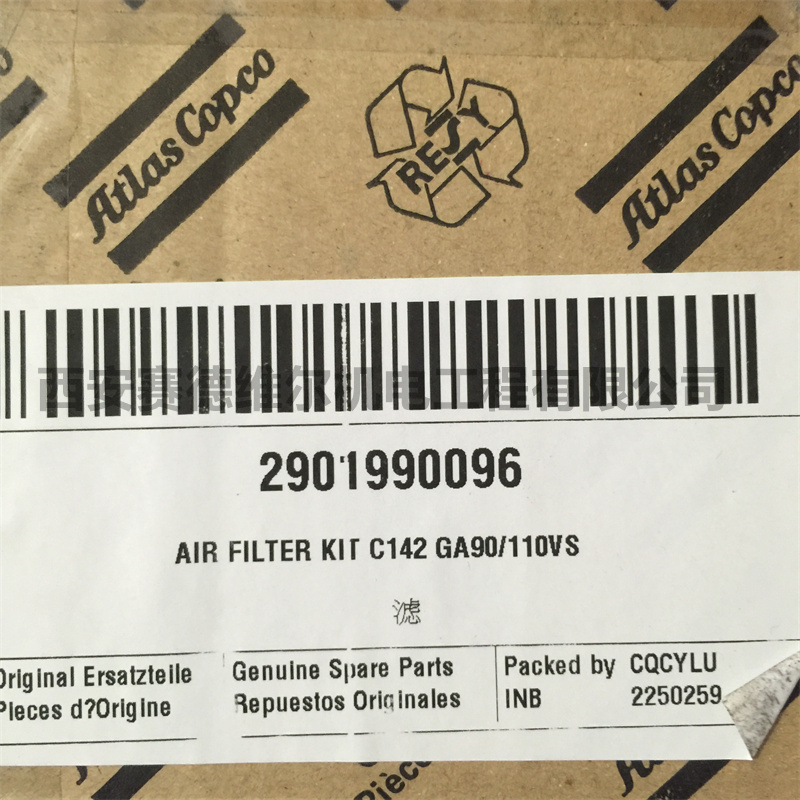 Atlas Copco
RESY
Atlas Copco
西安赛德维尔机电工程有限公司
2901990096
AIR FILTER KIT C142 GA90/110VS
滤
Original Ersatzteile
Genuine Spare Parts
Packed by CQCYLU
Pieces d?Origine
Repuestos Originales
INB 2250259
Pièc